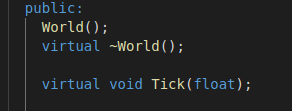 public:
World();
virtual ~World();
virtual void Tick(float);